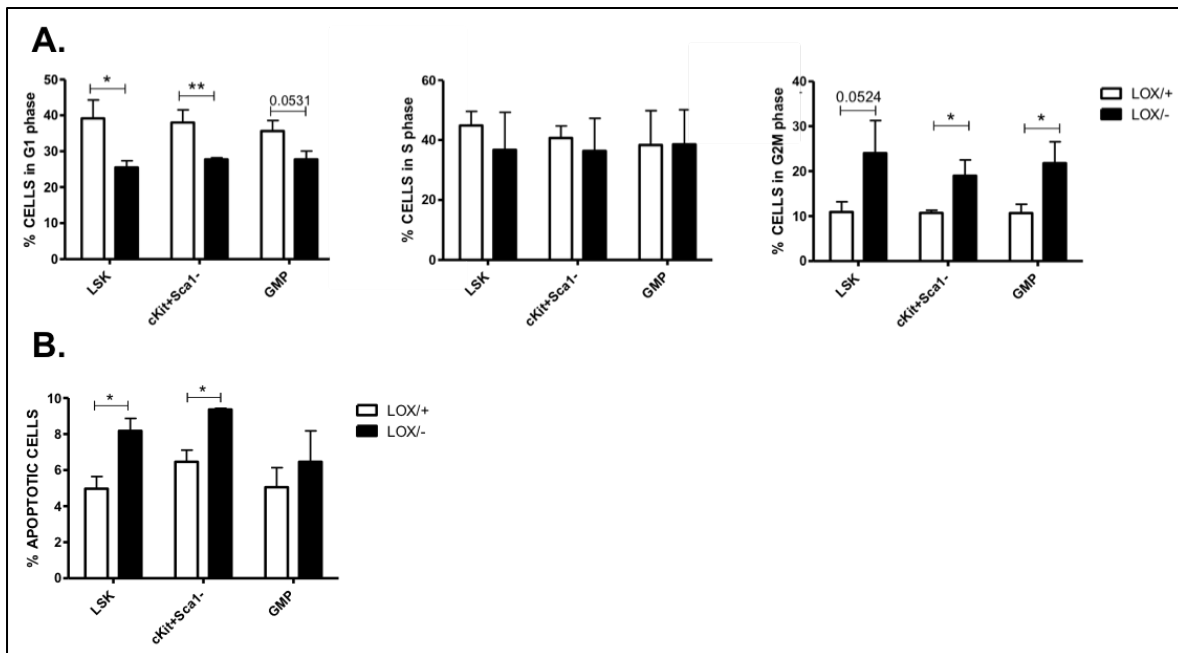 A.
% CELLS in G1 phase
50
40
30
20
10
0
*
**
0.0531
LSK
cKit+Sca1-
GMP
% CELLS in S phase
60
40
20
0
LSK
cKit+Sca1-
GMP
% CELLS in G2M phase
40
30
20
10
0
0.0524
*
*
LSK
cKit+Sca1-
GMP
LOX/+
LOX/-
B.
% APOPTOTIC CELLS
10
8
6
4
2
0
*
*
LSK
cKit+Sca1-
GMP
LOX/+
LOX/-